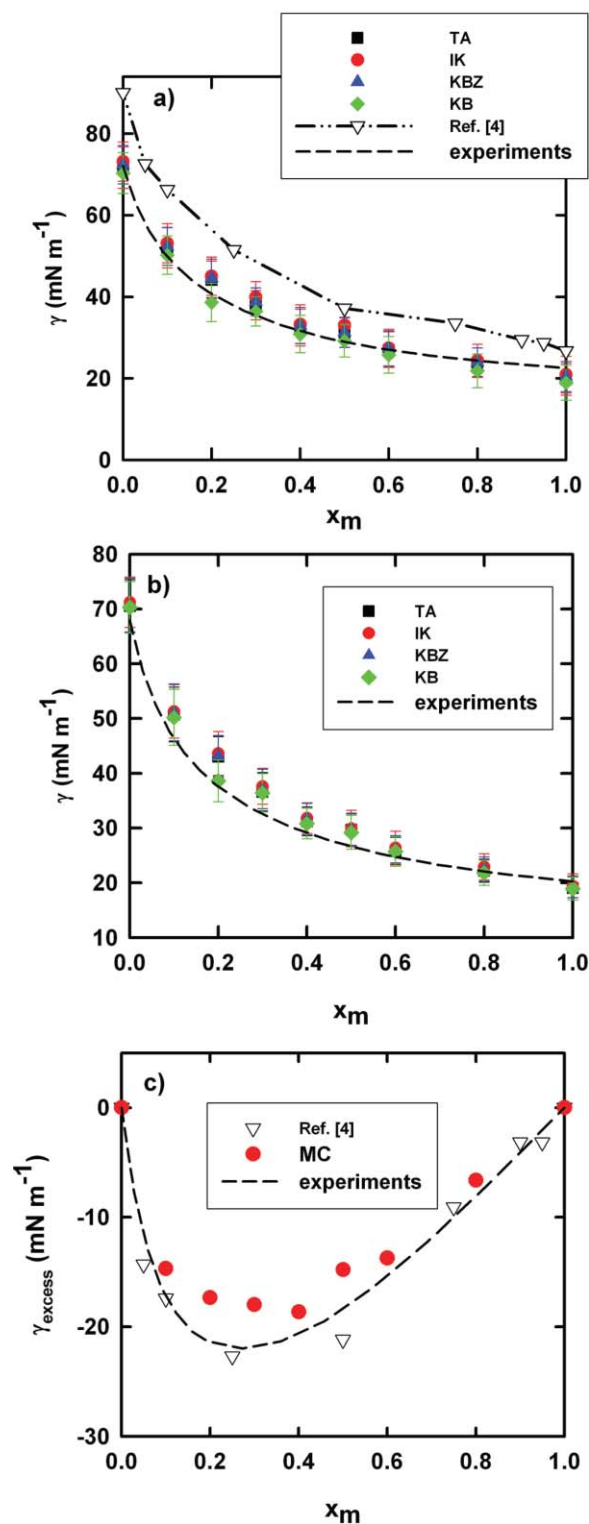 TA
IK
KBZ
KB
Ref. [4]
experiments
a)
80
60
40
20
0
γ (mN m⁻¹)
0.0 0.2 0.4 0.6 0.8 1.0
xₘ
b)
TA
IK
KBZ
KB
experiments
80
70
60
50
40
30
20
10
γ (mN m⁻¹)
0.0 0.2 0.4 0.6 0.8 1.0
xₘ
c)
Ref. [4]
MC
experiments
0
-10
-20
-30
γexcess (mN m⁻¹)
0.0 0.2 0.4 0.6 0.8 1.0
xₘ